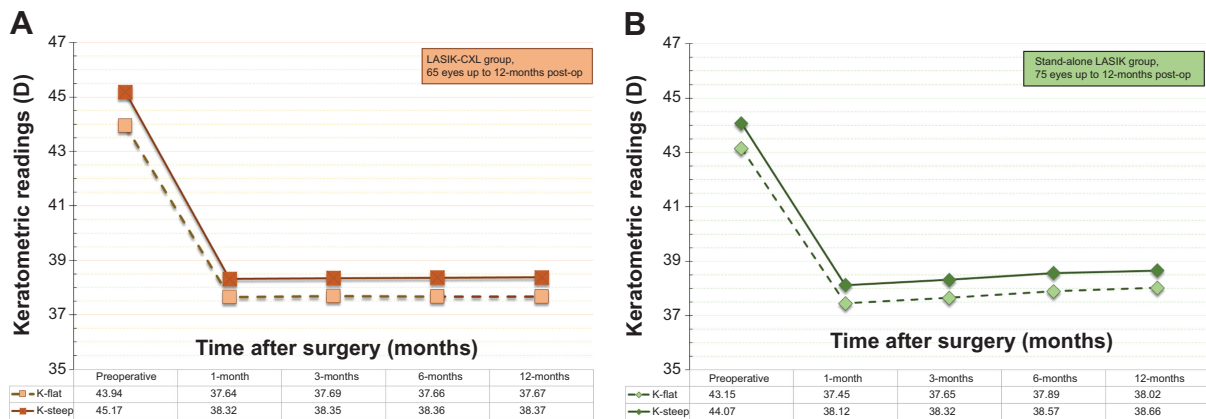 A
Keratometric readings (D)
47
45
43
41
39
37
35
LASIK-CXL group,
65 eyes up to 12-months post-op
Time after surgery (months)
Preoperative 1-month 3-months 6-months 12-months
K-flat 43.94 37.64 37.69 37.66 37.67
K-steep 45.17 38.32 38.35 38.36 38.37
B
Keratometric readings (D)
47
45
43
41
39
37
35
Stand-alone LASIK group,
75 eyes up to 12-months post-op
Time after surgery (months)
Preoperative 1-month 3-months 6-months 12-months
K-flat 43.15 37.45 37.65 37.89 38.02
K-steep 44.07 38.12 38.32 38.57 38.66